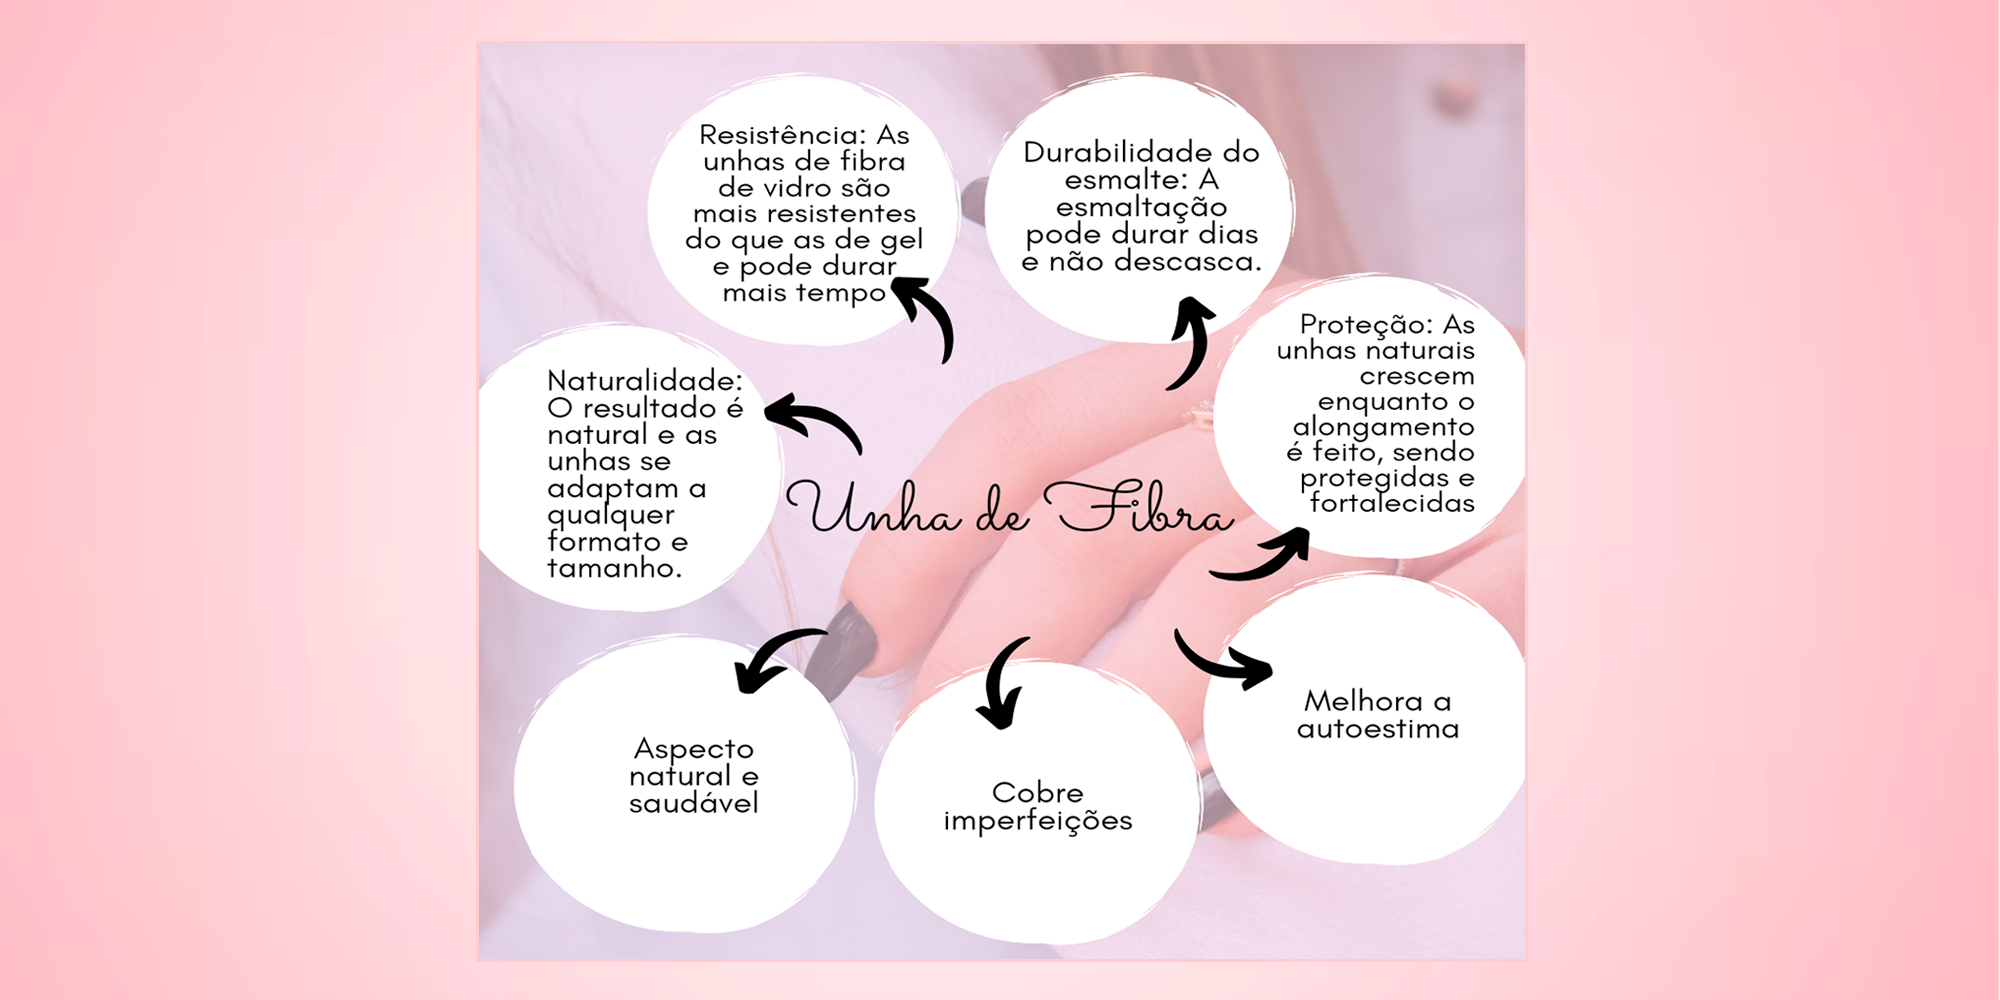 Resistência: As
unhas de fibra
de vidro são
mais resistentes
do que as de gel
e pode durar
mais tempo
Durabilidade do
esmalte: A
esmaltação
pode durar dias
e não descasca.
Proteção: As
unhas naturais
crescem
enquanto o
alongamento
é feito, sendo
protegidas e
fortalecidas
Naturalidade:
O resultado é
natural e as
unhas se
adaptam a
qualquer
formato e
tamanho.
Unha de Fibra
Aspecto
natural e
saudável
Cobre
imperfeições
Melhora a
autoestima